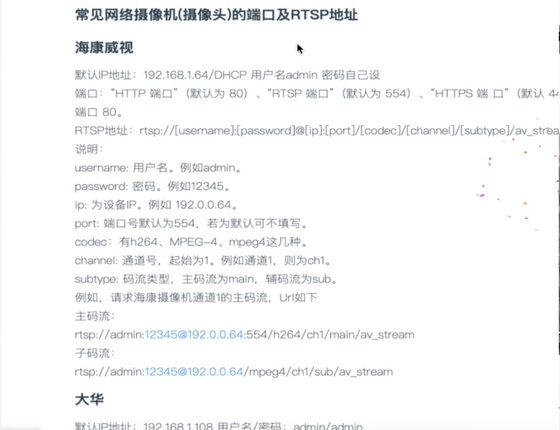 常见网络摄像机(摄像头)的端口及RTSP地址
海康威视
默认IP地址：192.168.1.64/DHCP 用户名admin 密码自己设
端口：“HTTP 端口”（默认为 80）、“RTSP 端口”（默认为 554）、“HTTPS 端 口”（默认 44
端口 80。
RTSP地址：rtsp://[username]:[password]@[ip]:[port]/[codec]/[channel]/[subtype]/av_strea
说明：
username: 用户名。例如admin。
password: 密码。例如12345。
ip: 为设备IP。例如 192.0.0.64。
port: 端口号默认为554，若为默认可不填写。
codec：有h264、MPEG-4、mpeg4这几种。
channel: 通道号，起始为1。例如通道1，则为ch1。
subtype: 码流类型，主码流为main，辅码流为sub。
例如，请求海康摄像机通道1的主码流，Url如下
主码流：
rtsp://admin:12345@192.0.0.64:554/h264/ch1/main/av_stream
子码流：
rtsp://admin:12345@192.0.0.64/mpeg4/ch1/sub/av_stream
大华
默认IP地址：192.168.1.108 用户名/密码：admin/admin